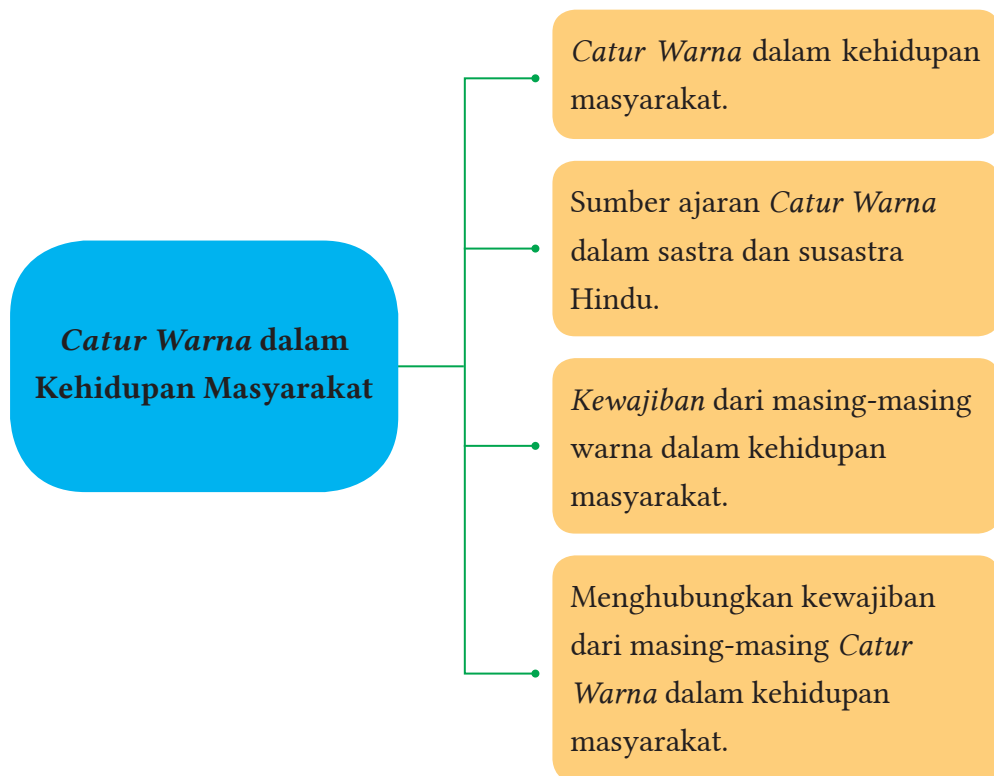 Catur Warna dalam
Kehidupan Masyarakat
Catur Warna dalam kehidupan
masyarakat.
Sumber ajaran Catur Warna
dalam sastra dan susastra
Hindu.
Kewajiban dari masing-masing
warna dalam kehidupan
masyarakat.
Menghubungkan kewajiban
dari masing-masing Catur
Warna dalam kehidupan
masyarakat.